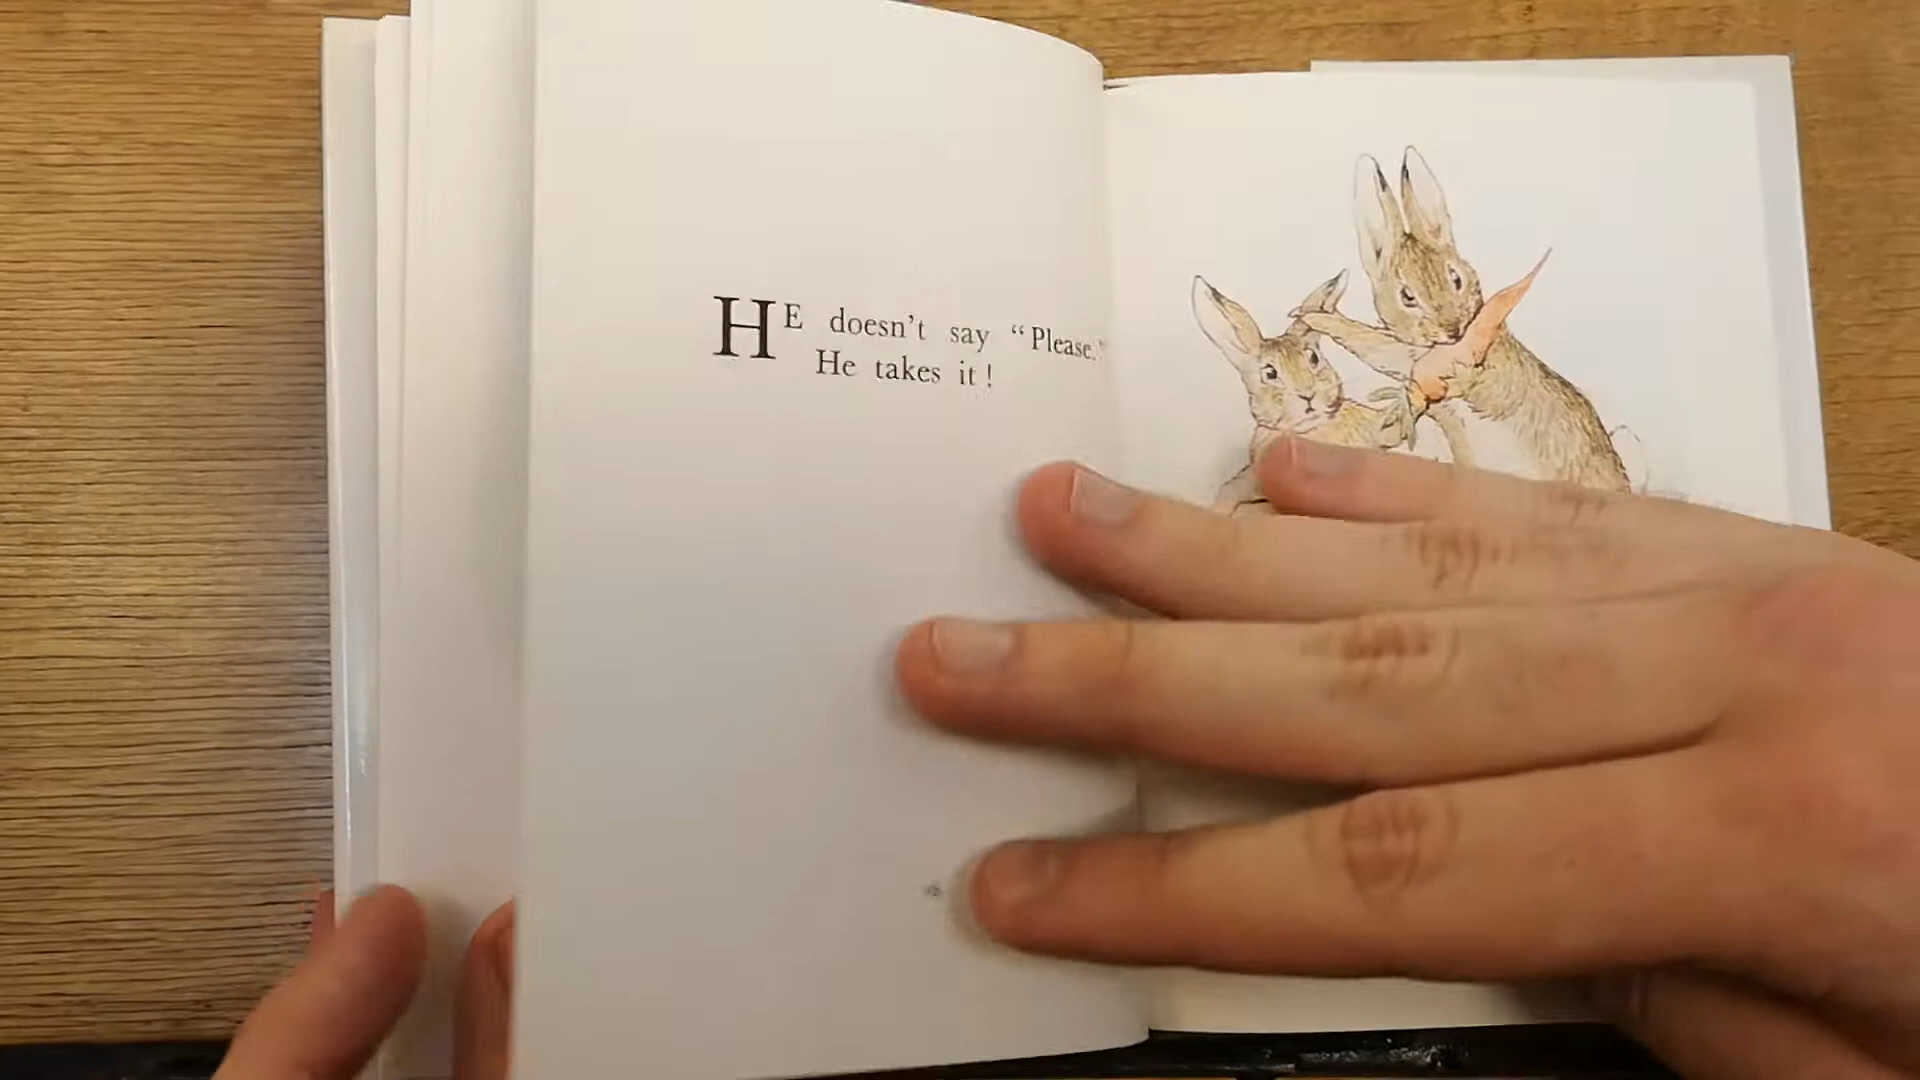 HE doesn't say “Please.”
He takes it!